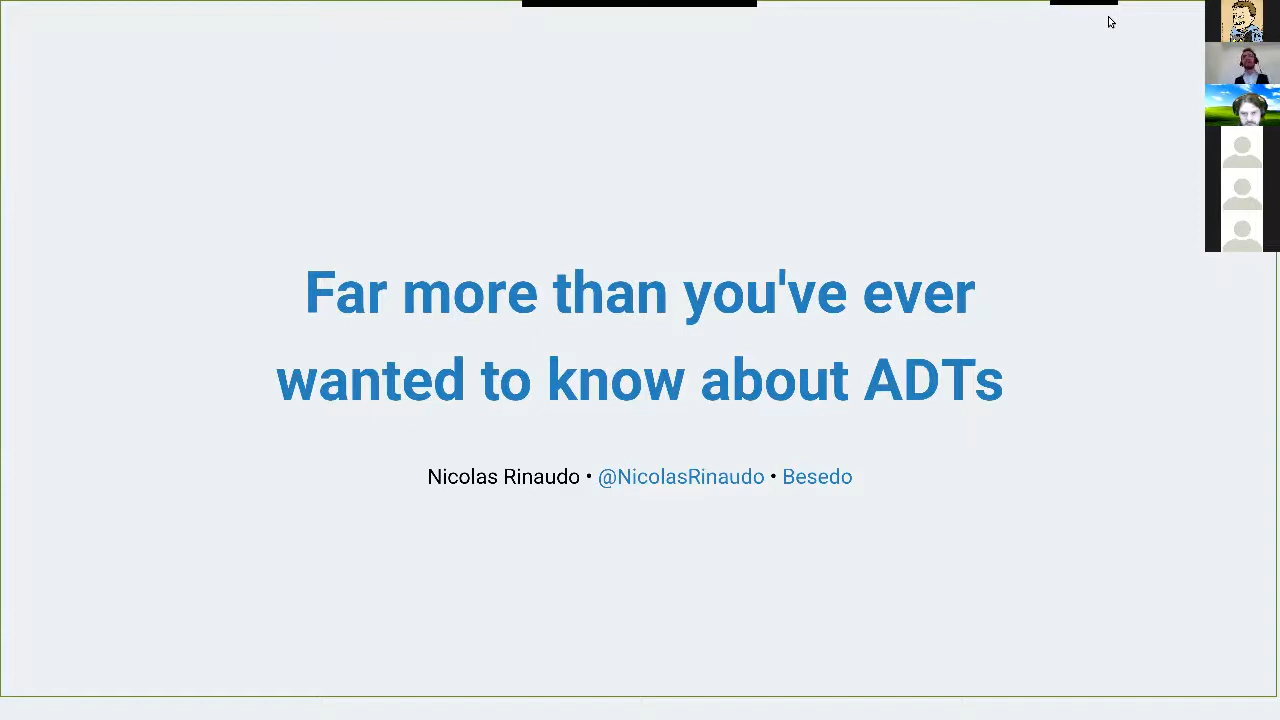 Far more than you've ever
wanted to know about ADTs
Nicolas Rinaudo • @NicolasRinaudo • Besedo